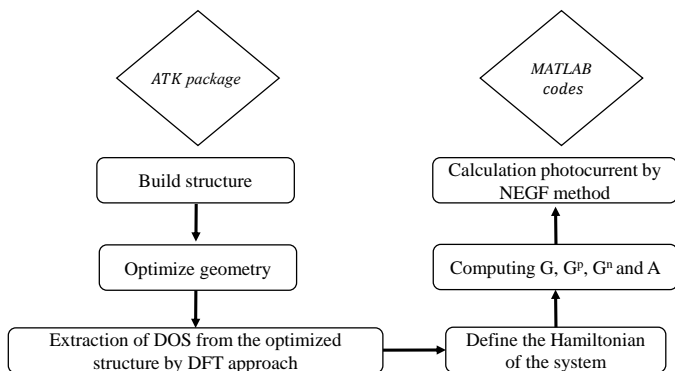 ATK package
MATLAB
codes
Build structure
Calculation photocurrent by
NEGF method
Optimize geometry
Computing G, Gᵖ, Gⁿ and A
Extraction of DOS from the optimized
structure by DFT approach
Define the Hamiltonian
of the system